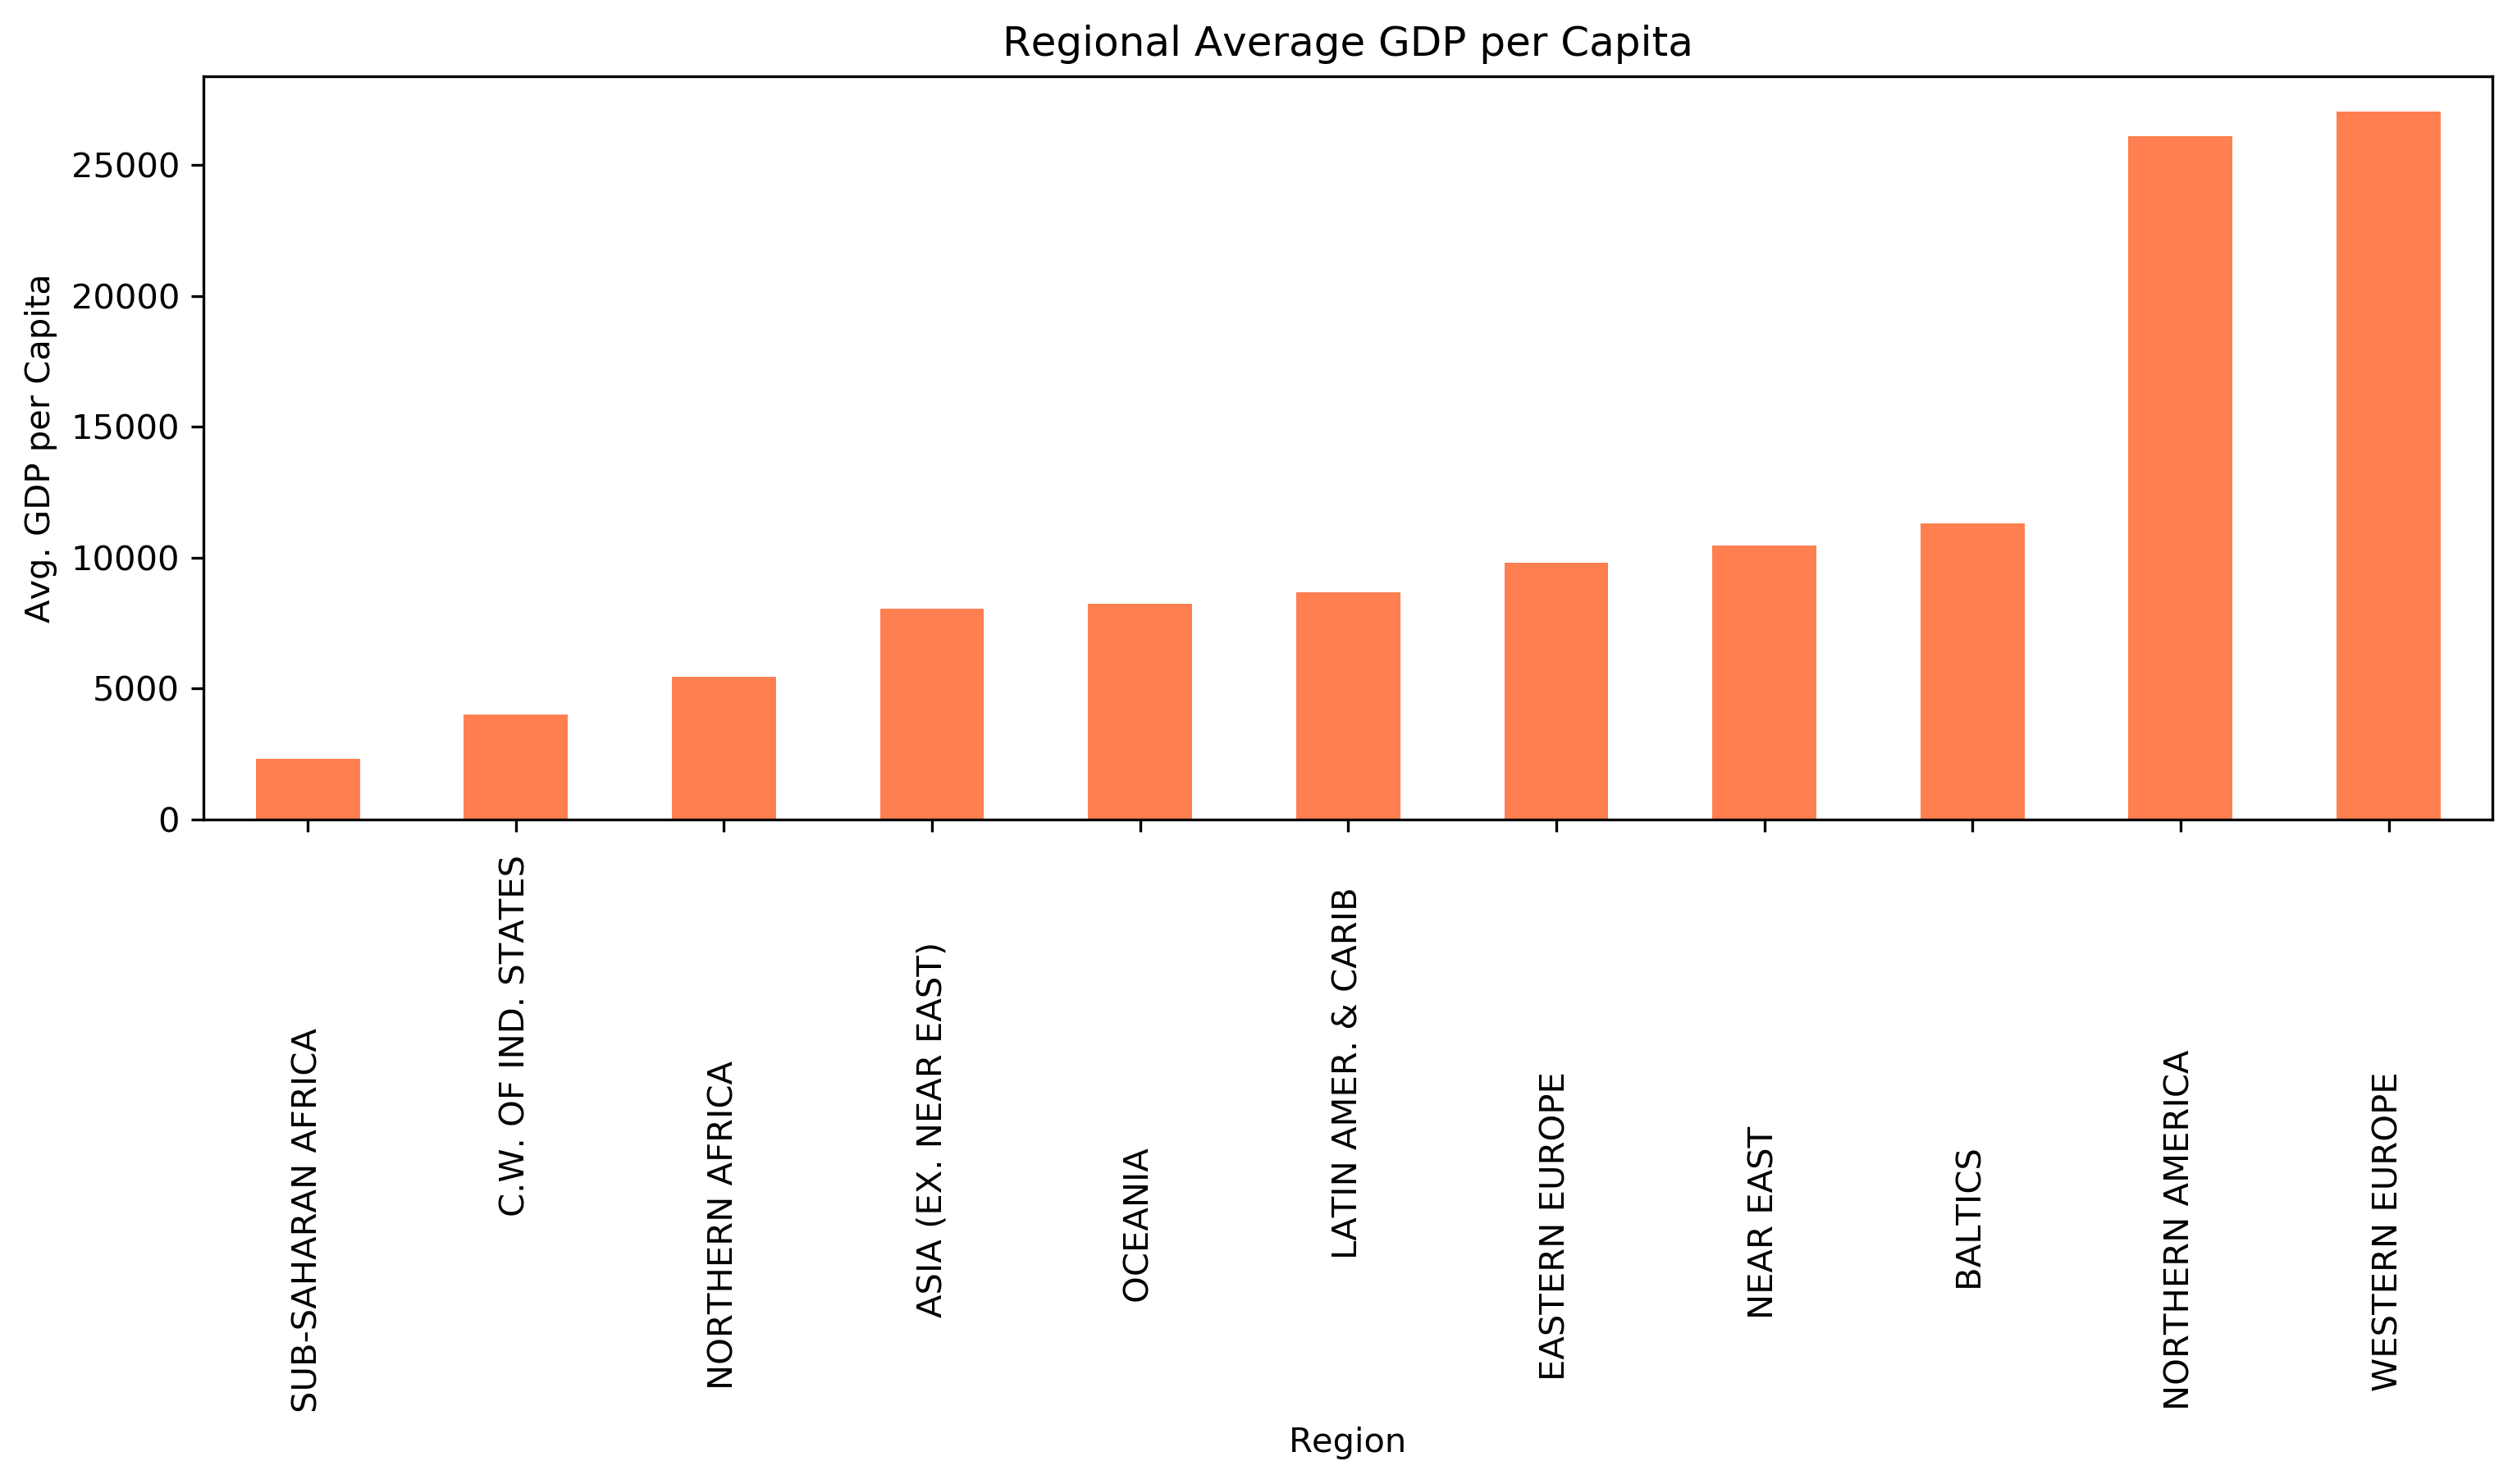 Regional Average GDP per Capita
Avg. GDP per Capita
25000
20000
15000
10000
5000
0
SUB-SAHARAN AFRICA
C.W. OF IND. STATES
NORTHERN AFRICA
ASIA (EX. NEAR EAST)
OCEANIA
LATIN AMER. & CARIB
EASTERN EUROPE
NEAR EAST
BALTICS
NORTHERN AMERICA
WESTERN EUROPE
Region